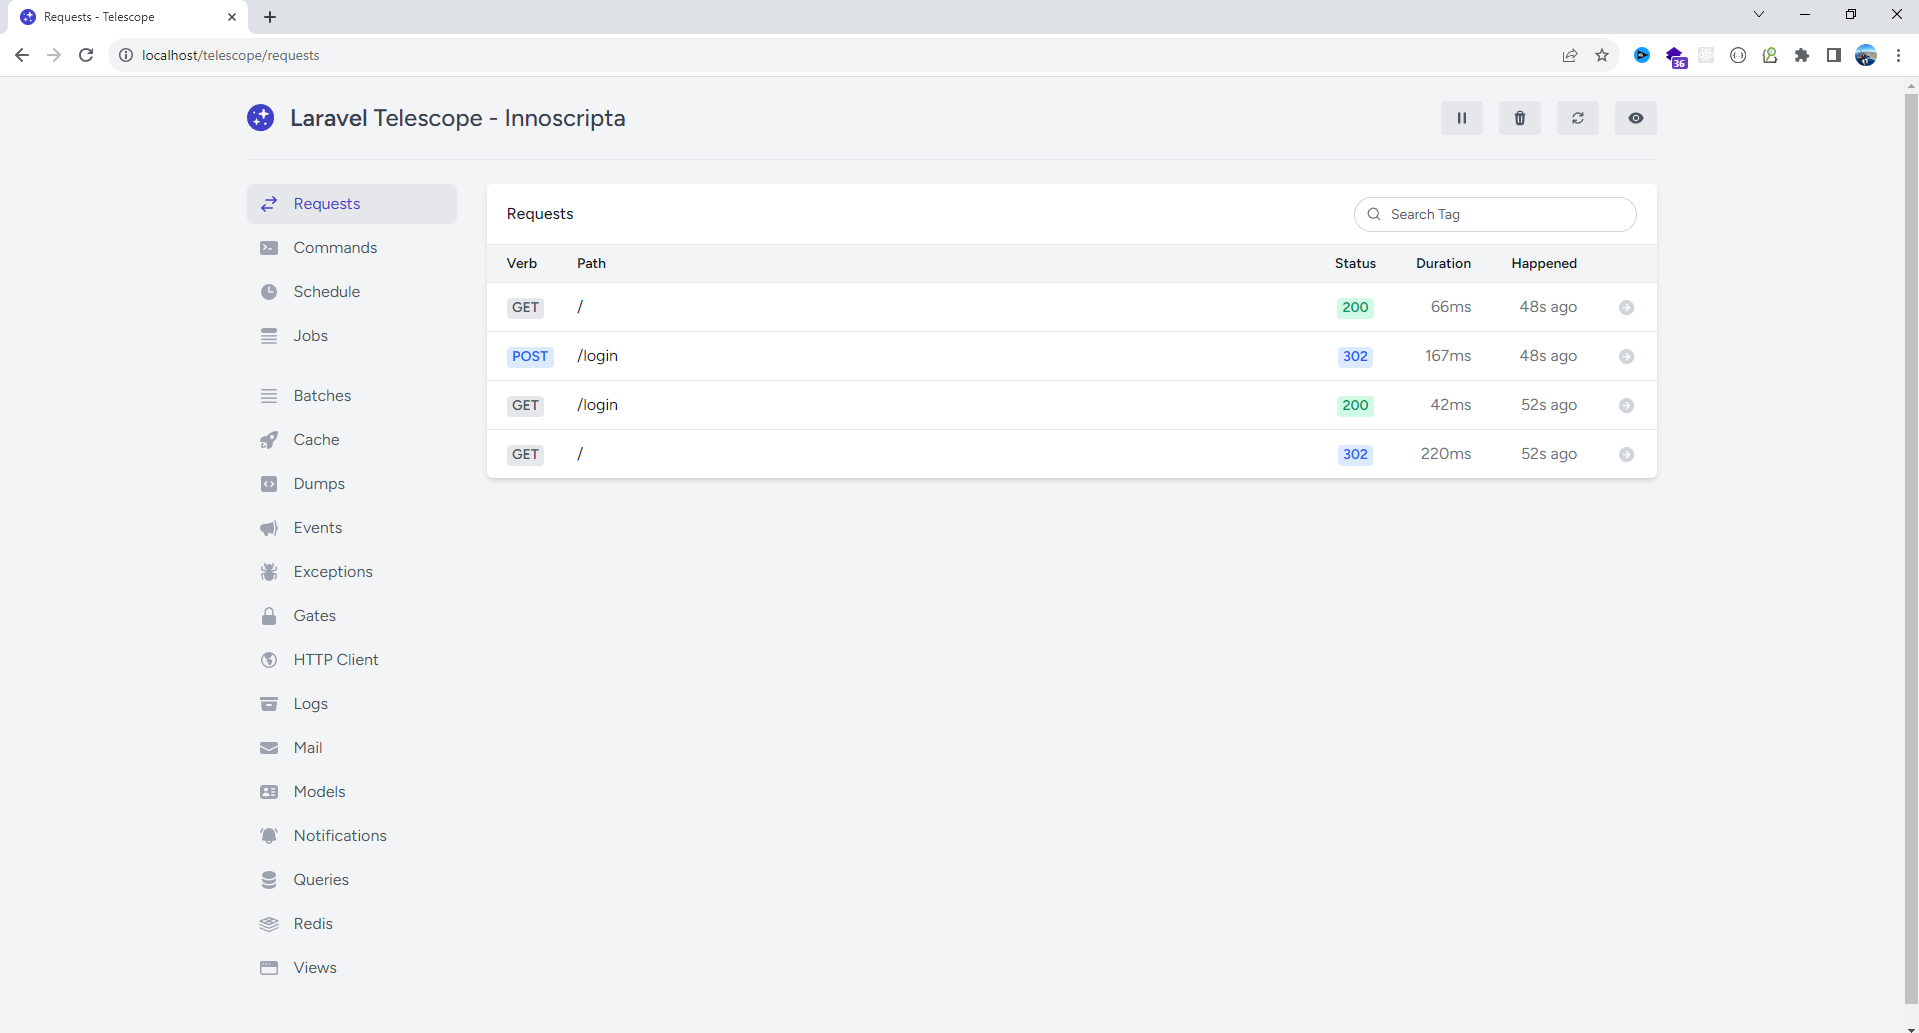 Requests - Telescope
localhost/telescope/requests
36
Laravel Telescope - Innoscripta
Requests
Commands
Schedule
Jobs
Batches
Cache
Dumps
Events
Exceptions
Gates
HTTP Client
Logs
Mail
Models
Notifications
Queries
Redis
Views
Requests
Search Tag
Verb Path Status Duration Happened
GET / 200 66ms 48s ago
POST /login 302 167ms 48s ago
GET /login 200 42ms 52s ago
GET / 302 220ms 52s ago